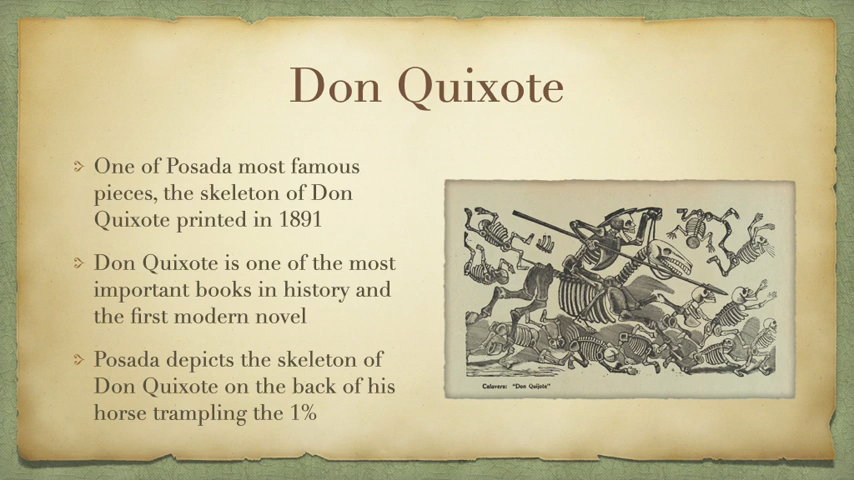 Don Quixote
One of Posada most famous
pieces, the skeleton of Don
Quixote printed in 1891
Don Quixote is one of the most
important books in history and
the first modern novel
Posada depicts the skeleton of
Don Quixote on the back of his
horse trampling the 1%
Calavera: "Don Quijote"